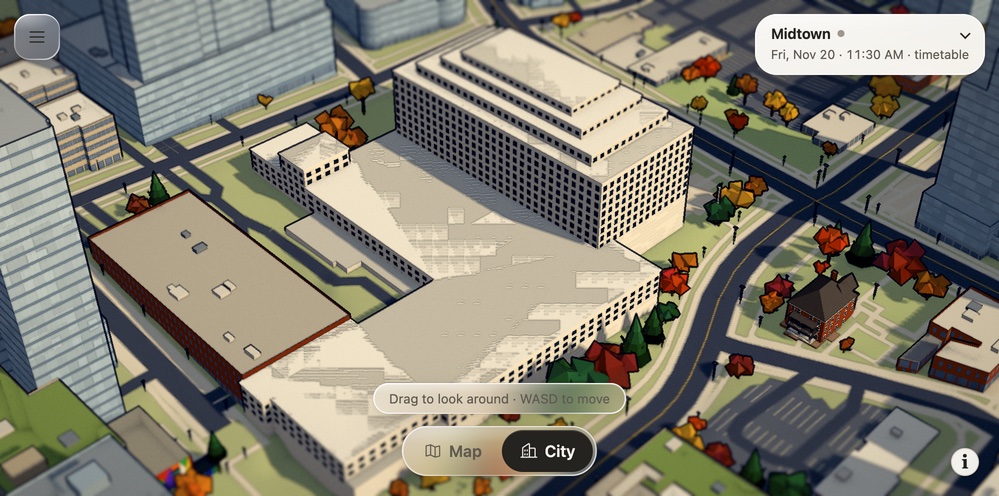 Midtown
Fri, Nov 20 · 11:30 AM · timetable
Drag to look around · WASD to move
Map
City
i